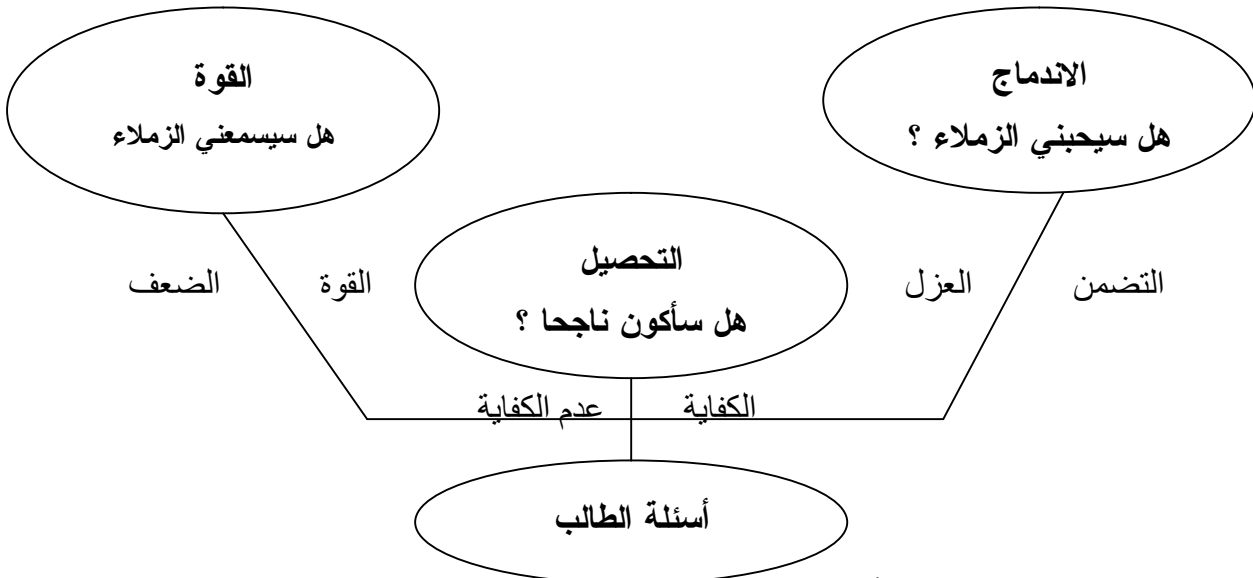 الاندماج
هل سيحبني الزملاء ؟
القوة
هل سيسمعني الزملاء
التحصيل
هل سأكون ناجحا ؟
التضمن
العزل
القوة
الضعف
الكفاية
عدم الكفاية
أسئلة الطالب